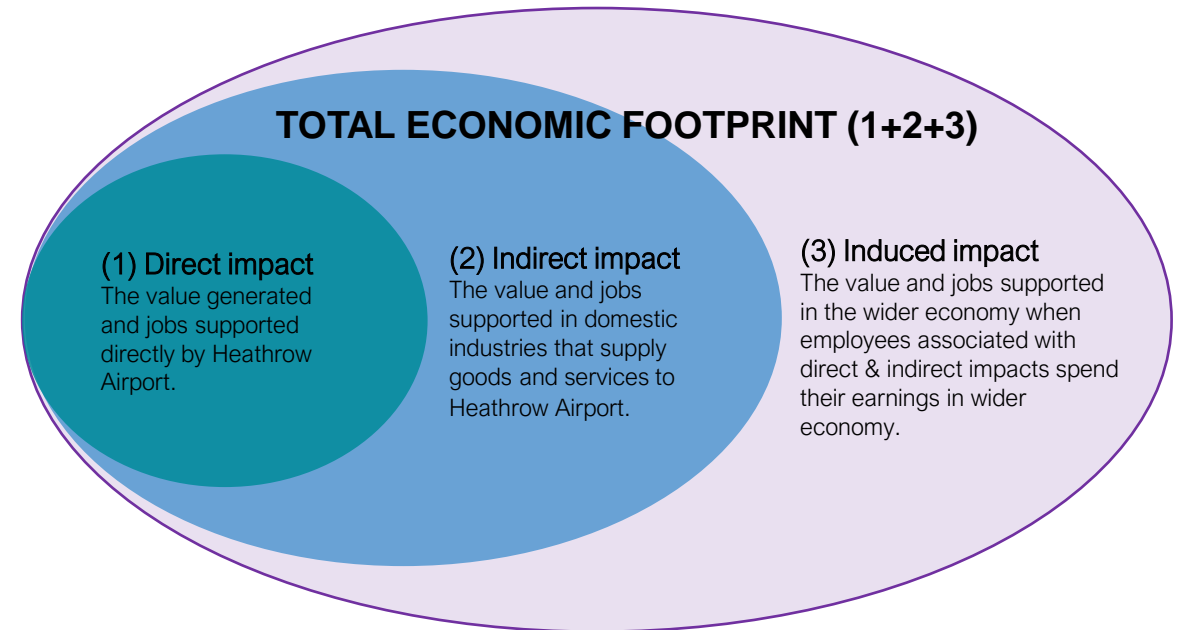 TOTAL ECONOMIC FOOTPRINT (1+2+3)
(1) Direct impact
The value generated
and jobs supported
directly by Heathrow
Airport.
(2) Indirect impact
The value and jobs
supported in domestic
industries that supply
goods and services to
Heathrow Airport.
(3) Induced impact
The value and jobs supported
in the wider economy when
employees associated with
direct & indirect impacts spend
their earnings in wider
economy.